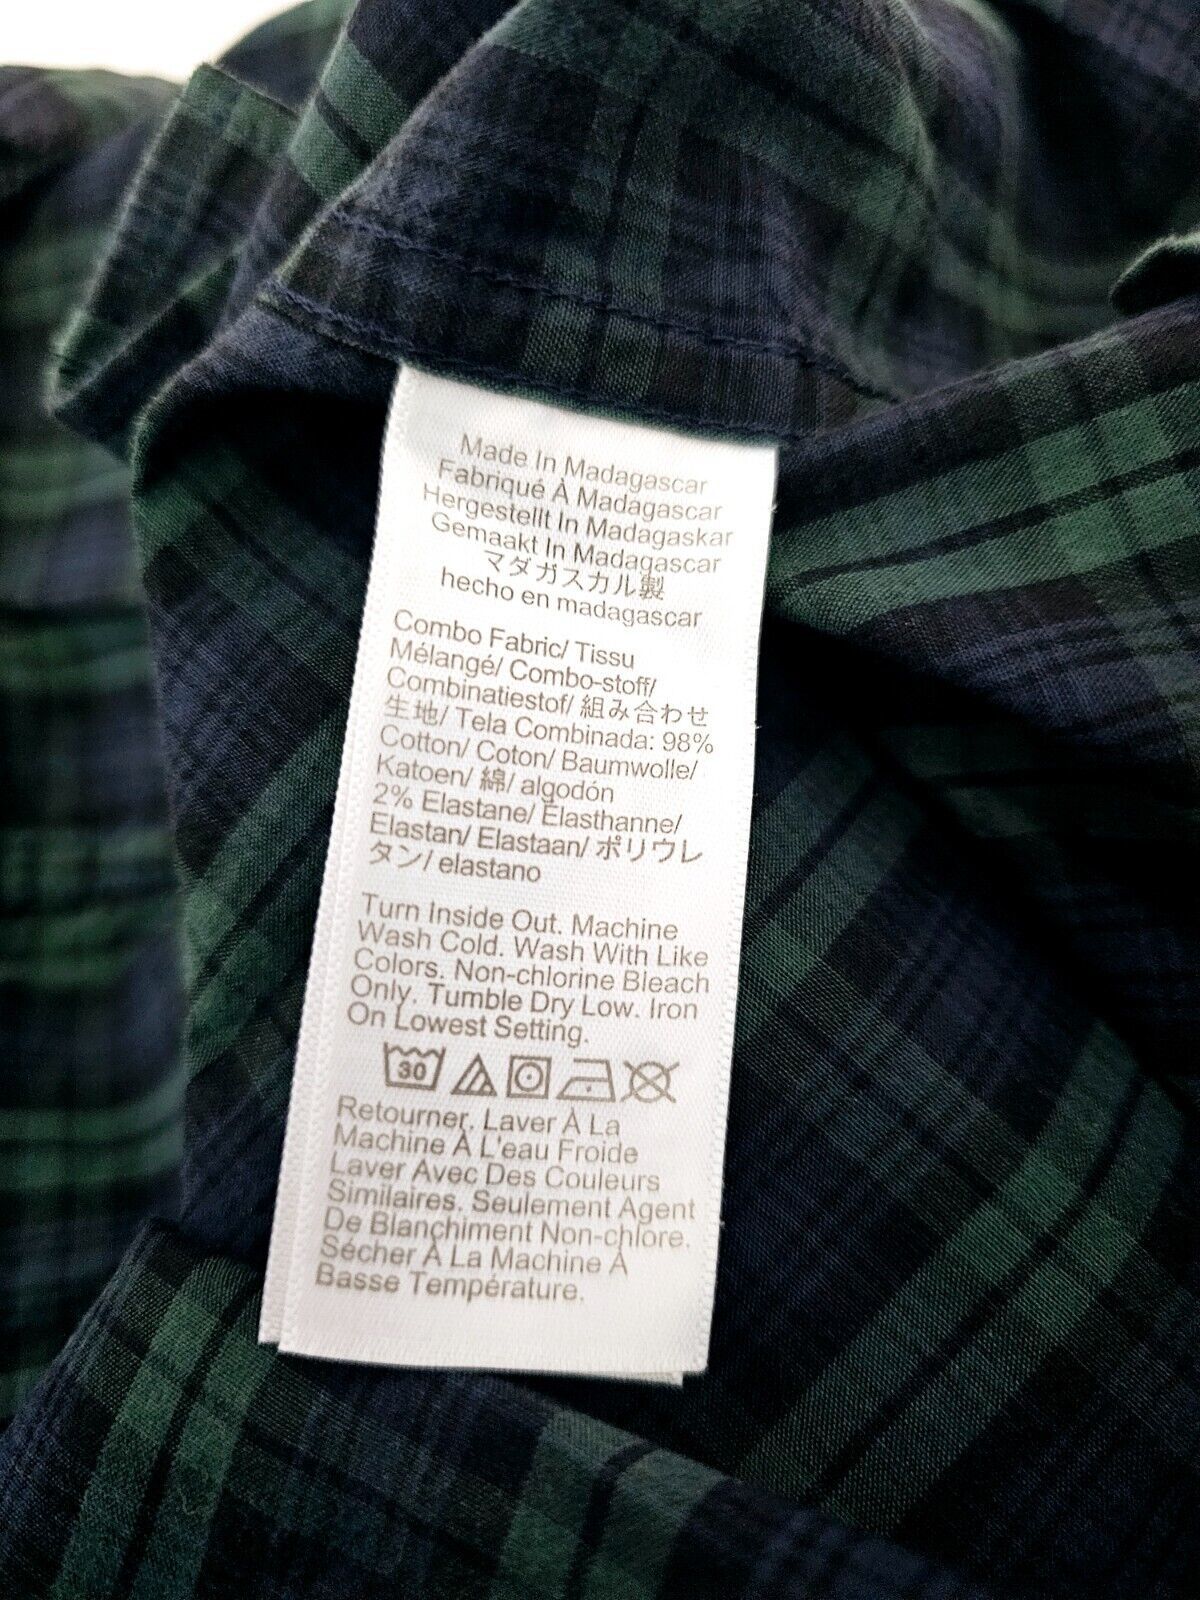 Made In Madagascar
Fabriqué À Madagascar
Hergestellt In Madagaskar
Gemaakt In Madagascar
マダガスカル製
hecho en madagascar
Combo Fabric/ Tissu
Mélangé/ Combo-stoff/
Combinatiestof/ 組み合わせ
生地/ Tela Combinada: 98%
Cotton/ Coton/ Baumwolle/
Katoen/ 綿/ algodón
2% Elastane/ Élasthanne/
Elastan/ Elastaan/ ポリウレ
タン/ elastano
Turn Inside Out. Machine
Wash Cold. Wash With Like
Colors. Non-chlorine Bleach
Only. Tumble Dry Low. Iron
On Lowest Setting.
30
Retourner. Laver À La
Machine À L'eau Froide
Laver Avec Des Couleurs
Similaires. Seulement Agent
De Blanchiment Non-chlore.
Sécher À La Machine À
Basse Température.